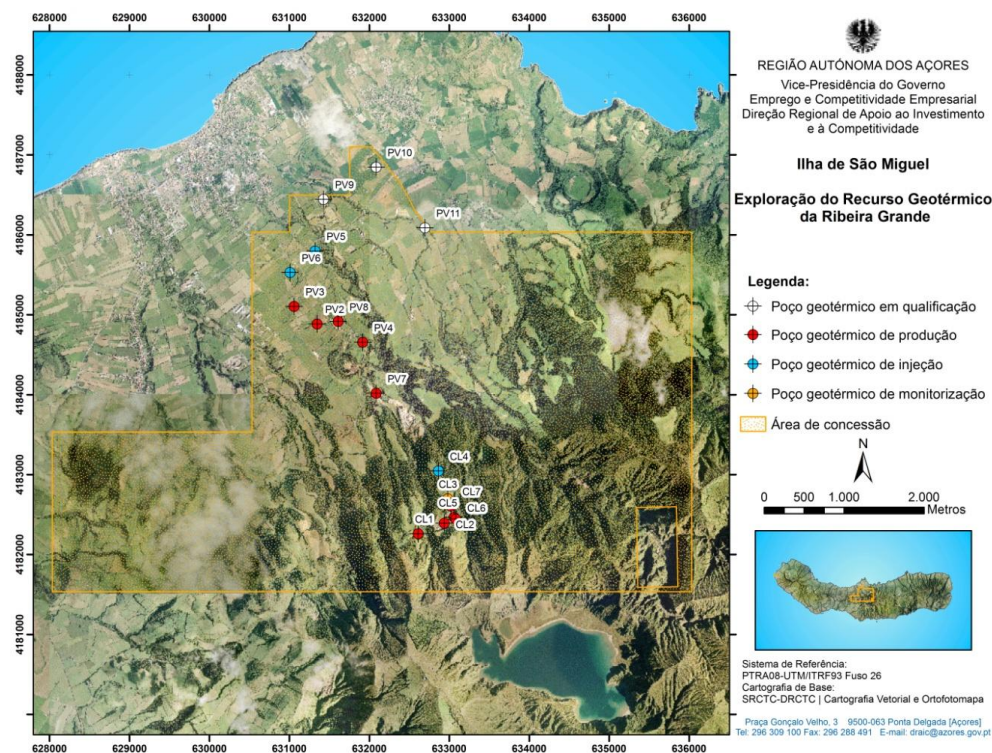 628000 629000 630000 631000 632000 633000 634000 635000 636000
4188000
4187000
4186000
4185000
4184000
4183000
4182000
4181000
PV10
PV9
PV11
PV5
PV6
PV3
PV2
PV8
PV4
PV7
CL4
CL3
CL7
CL5
CL6
CL1
CL2
628000 629000 630000 631000 632000 633000 634000 635000 636000
REGIÃO AUTÓNOMA DOS AÇORES
Vice-Presidência do Governo
Emprego e Competitividade Empresarial
Direção Regional de Apoio ao Investimento
e à Competitividade
Ilha de São Miguel
Exploração do Recurso Geotérmico
da Ribeira Grande
Legenda:
Poço geotérmico em qualificação
Poço geotérmico de produção
Poço geotérmico de injeção
Poço geotérmico de monitorização
Área de concessão
N
0 500 1.000 2.000
Metros
Sistema de Referência:
PTRA08-UTM/ITRF93 Fuso 26
Cartografia de Base:
SRCTC-DRCTC | Cartografia Vetorial e Ortofotomapa
Praça Gonçalo Velho, 3 9500-063 Ponta Delgada [Açores]
Tel: 296 309 100 Fax: 296 288 491 E-mail: draic@azores.gov.pt